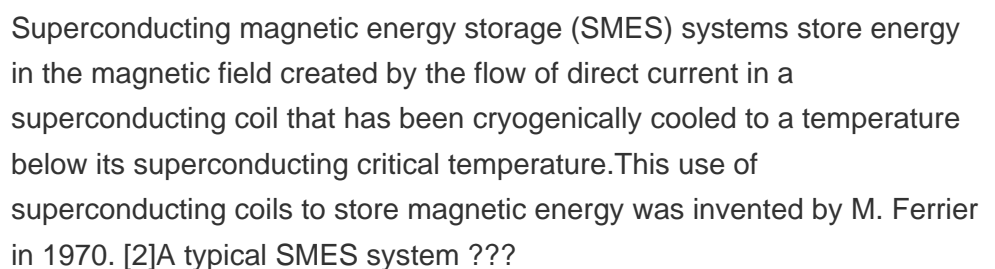 Superconducting magnetic energy storage (SMES) systems store energy
in the magnetic field created by the flow of direct current in a
superconducting coil that has been cryogenically cooled to a temperature
below its superconducting critical temperature.This use of
superconducting coils to store magnetic energy was invented by M. Ferrier
in 1970. [2]A typical SMES system ???